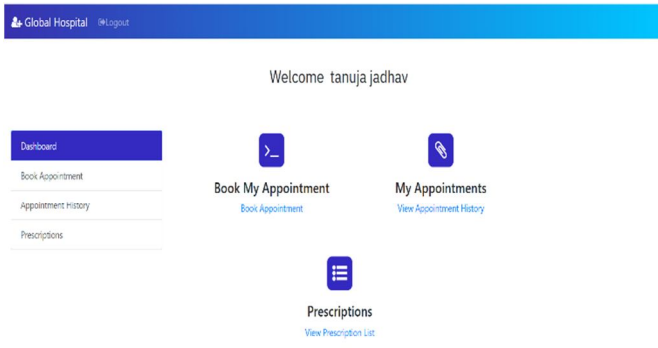 Global Hospital Logout
Welcome tanuja jadhav
Dashboard
Book Appointment
Appointment History
Prescriptions
Book My Appointment
Book Appointment
My Appointments
View Appointment History
Prescriptions
View Prescription List